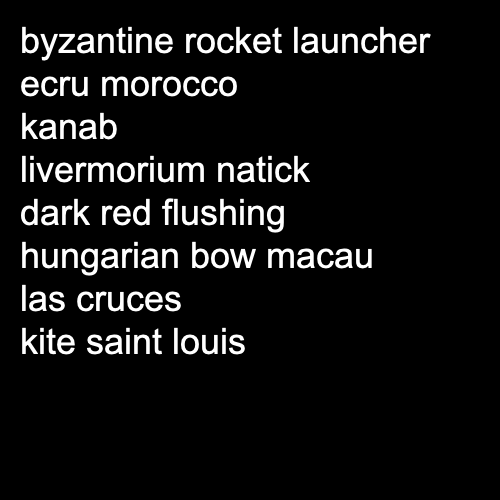 byzantine rocket launcher
ecru morocco
kanab
livermorium natick
dark red flushing
hungarian bow macau
las cruces
kite saint louis